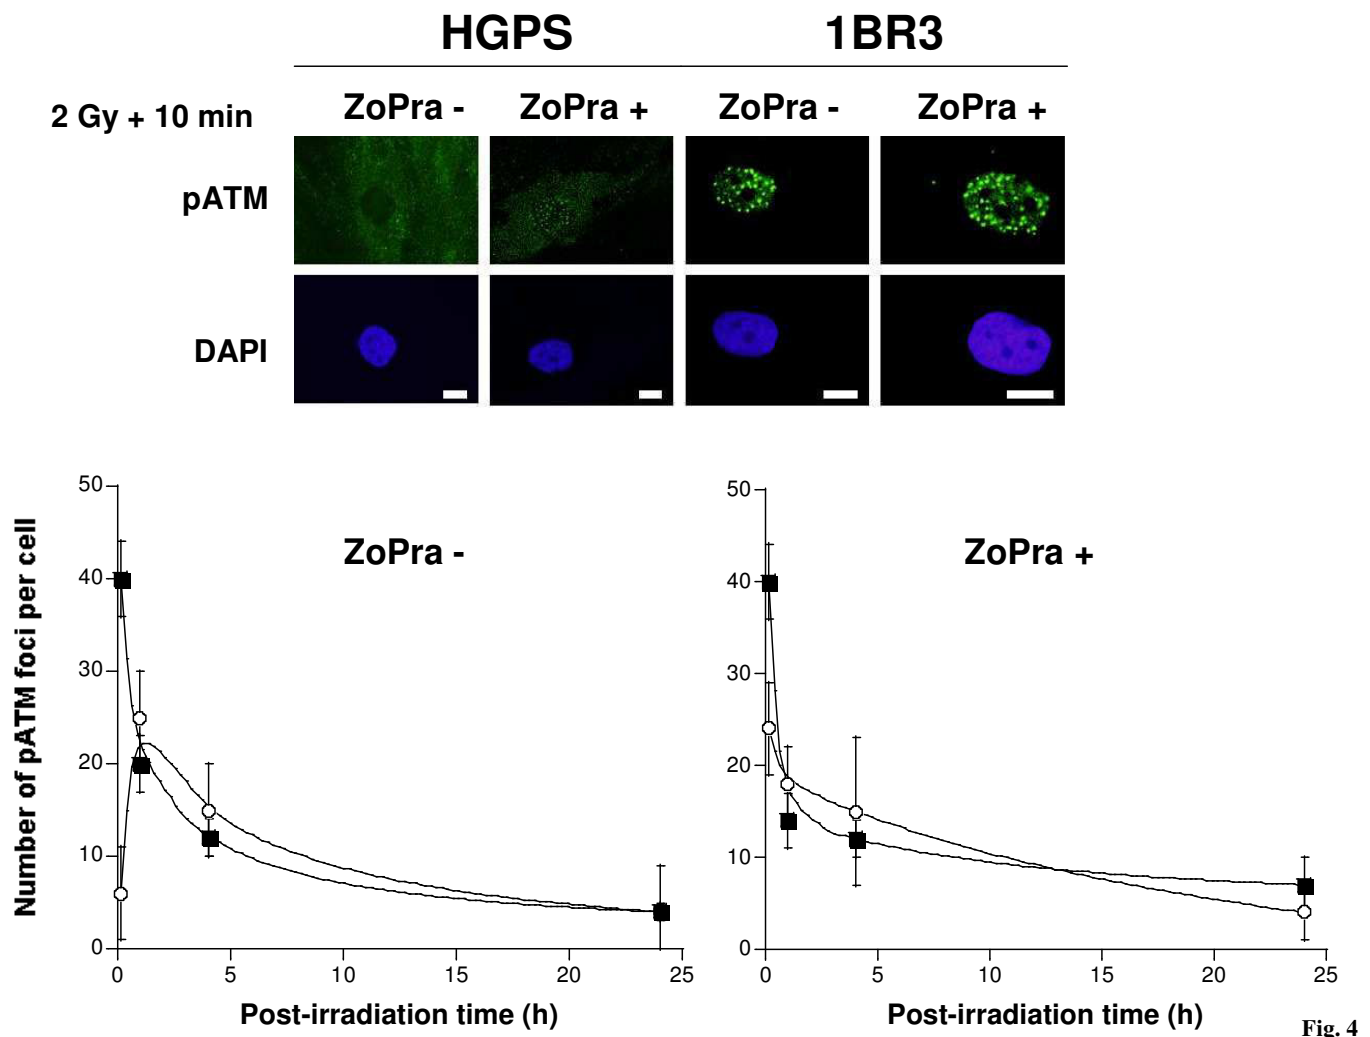 HGPS 1BR3
2 Gy + 10 min ZoPra - ZoPra + ZoPra - ZoPra +
pATM
DAPI
50
40
30
20
10
0
0 5 10 15 20 25
Number of pATM foci per cell
ZoPra -
Post-irradiation time (h)
50
40
30
20
10
0
0 5 10 15 20 25
ZoPra +
Post-irradiation time (h)
Fig. 4